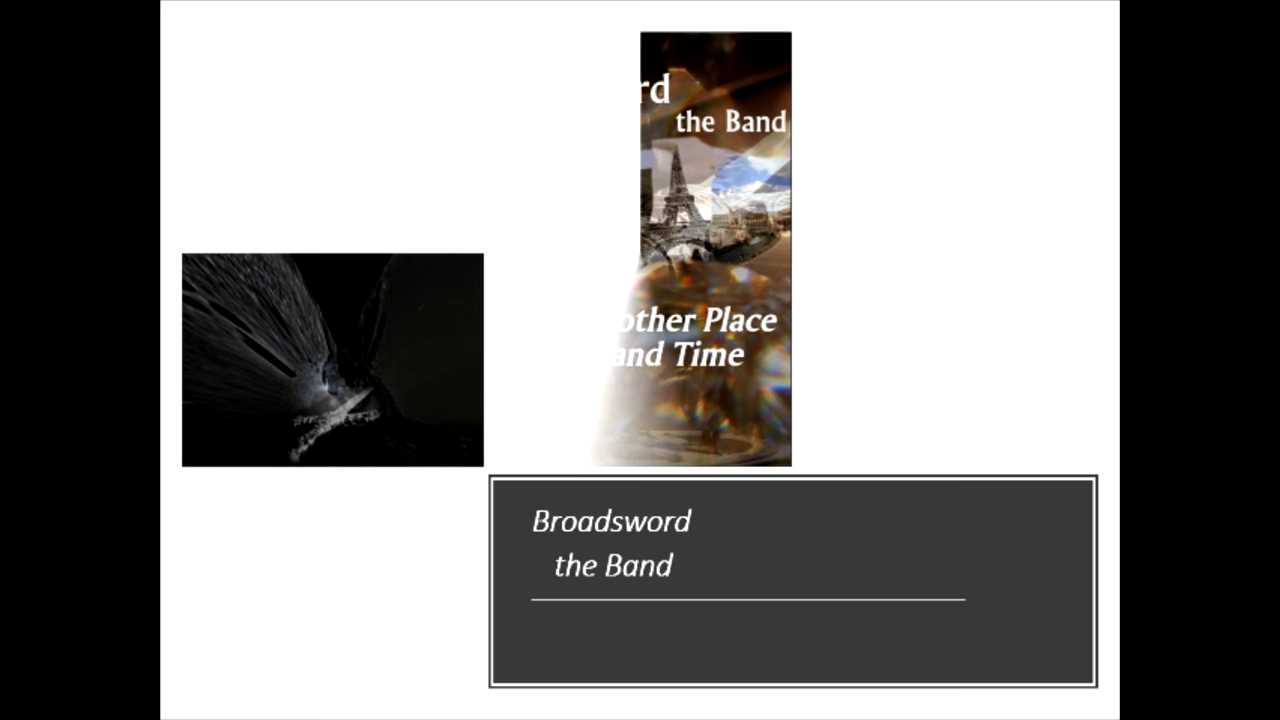 rd
the Band
other Place
and Time
Broadsword
the Band